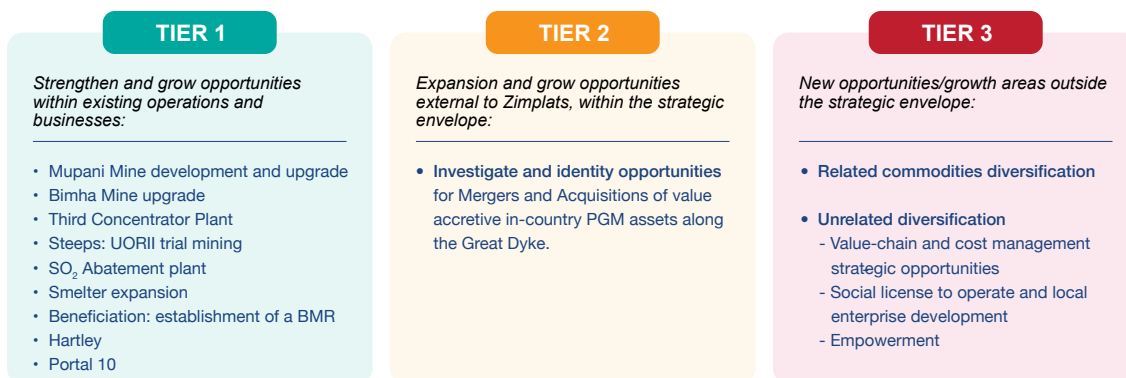 TIER 1
Strengthen and grow opportunities
within existing operations and
businesses:
• Mupani Mine development and upgrade
• Bimha Mine upgrade
• Third Concentrator Plant
• Steeps: UORII trial mining
• SO₂ Abatement plant
• Smelter expansion
• Beneficiation: establishment of a BMR
• Hartley
• Portal 10
TIER 2
Expansion and grow opportunities
external to Zimplats, within the strategic
envelope:
• Investigate and identity opportunities
for Mergers and Acquisitions of value
accretive in-country PGM assets along
the Great Dyke.
TIER 3
New opportunities/growth areas outside
the strategic envelope:
• Related commodities diversification
• Unrelated diversification
- Value-chain and cost management
strategic opportunities
- Social license to operate and local
enterprise development
- Empowerment